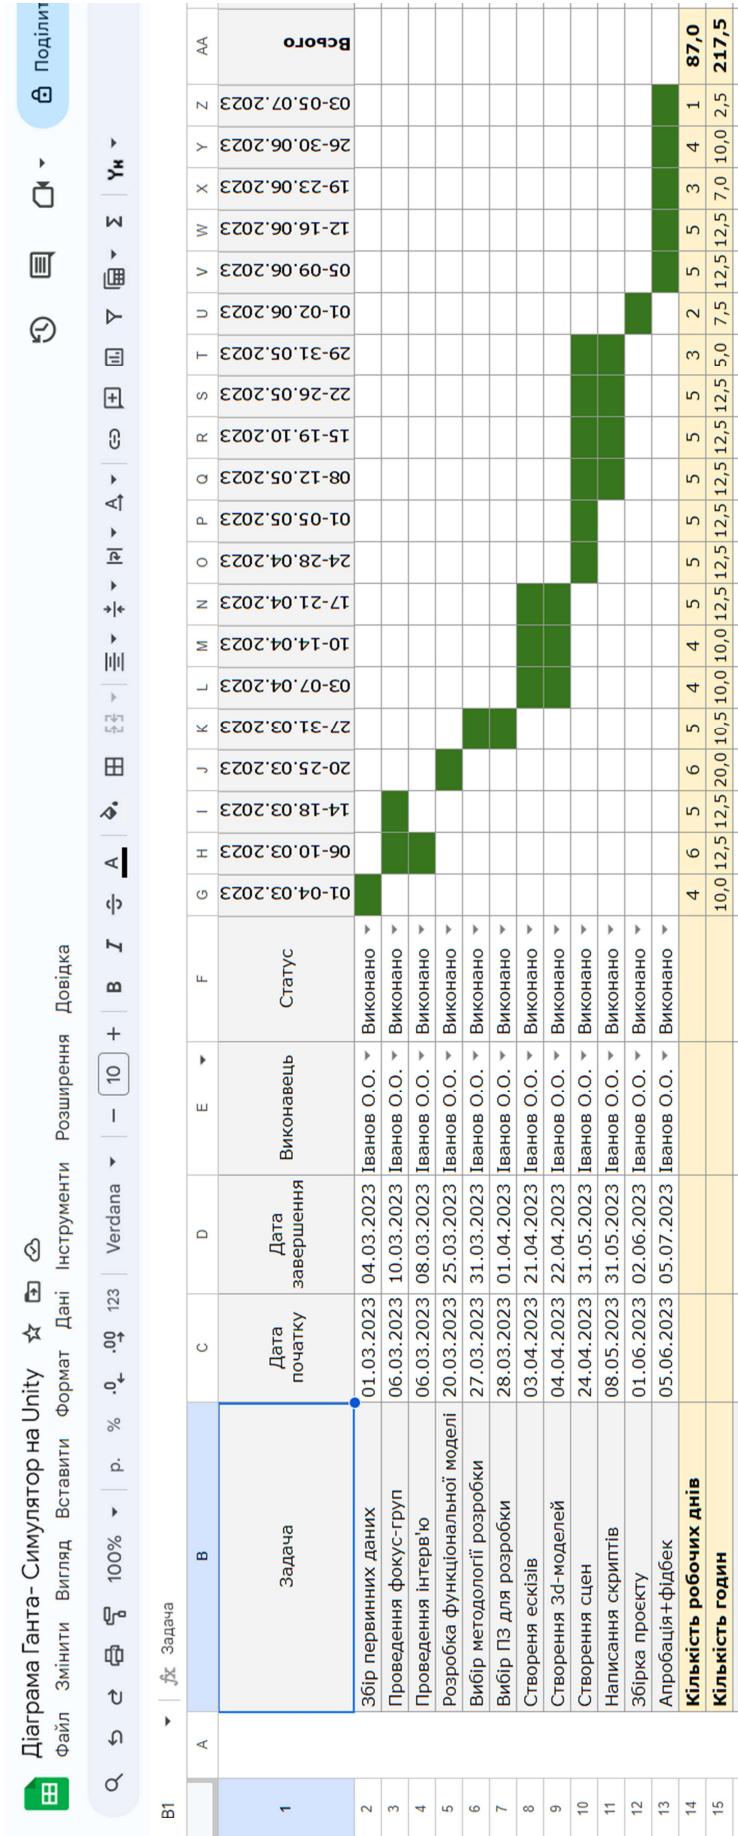 Діаграма Ганта- Симулятор на Unity
Поділит
Файл Змінити Вигляд Вставити Формат Дані Інструменти Розширення Довідка
100% р. % .0 .00 123 Verdana − 10 + B I S A A Σ Yн
B1 fx Задача
A B C D E F G H I J K L M N O P Q R S T U V W X Y Z AA
1 Задача Дата початку Дата завершення Виконавець Статус 01-04.03.2023 06-10.03.2023 14-18.03.2023 20-25.03.2023 27-31.03.2023 03-07.04.2023 10-14.04.2023 17-21.04.2023 24-28.04.2023 01-05.05.2023 08-12.05.2023 15-19.10.2023 22-26.05.2023 29-31.05.2023 01-02.06.2023 05-09.06.2023 12-16.06.2023 19-23.06.2023 26-30.06.2023 03-05.07.2023 Всього
2 Збір первинних даних 01.03.2023 04.03.2023 Іванов О.О. Виконано
3 Проведення фокус-груп 06.03.2023 10.03.2023 Іванов О.О. Виконано
4 Проведення інтерв'ю 06.03.2023 08.03.2023 Іванов О.О. Виконано
5 Розробка функціональної моделі 20.03.2023 25.03.2023 Іванов О.О. Виконано
6 Вибір методології розробки 27.03.2023 31.03.2023 Іванов О.О. Виконано
7 Вибір ПЗ для розробки 28.03.2023 01.04.2023 Іванов О.О. Виконано
8 Створеня ескізів 03.04.2023 21.04.2023 Іванов О.О. Виконано
9 Створення 3d-моделей 04.04.2023 22.04.2023 Іванов О.О. Виконано
10 Створення сцен 24.04.2023 31.05.2023 Іванов О.О. Виконано
11 Написання скриптів 08.05.2023 31.05.2023 Іванов О.О. Виконано
12 Збірка проєкту 01.06.2023 02.06.2023 Іванов О.О. Виконано
13 Апробація+фідбек 05.06.2023 05.07.2023 Іванов О.О. Виконано
14 Кількість робочих днів 4 6 5 6 5 4 4 5 5 5 5 5 5 3 2 5 5 3 4 1 87,0
15 Кількість годин 10,0 12,5 12,5 20,0 10,5 10,0 10,0 12,5 12,5 12,5 12,5 12,5 12,5 5,0 7,5 12,5 12,5 7,0 10,0 2,5 217,5